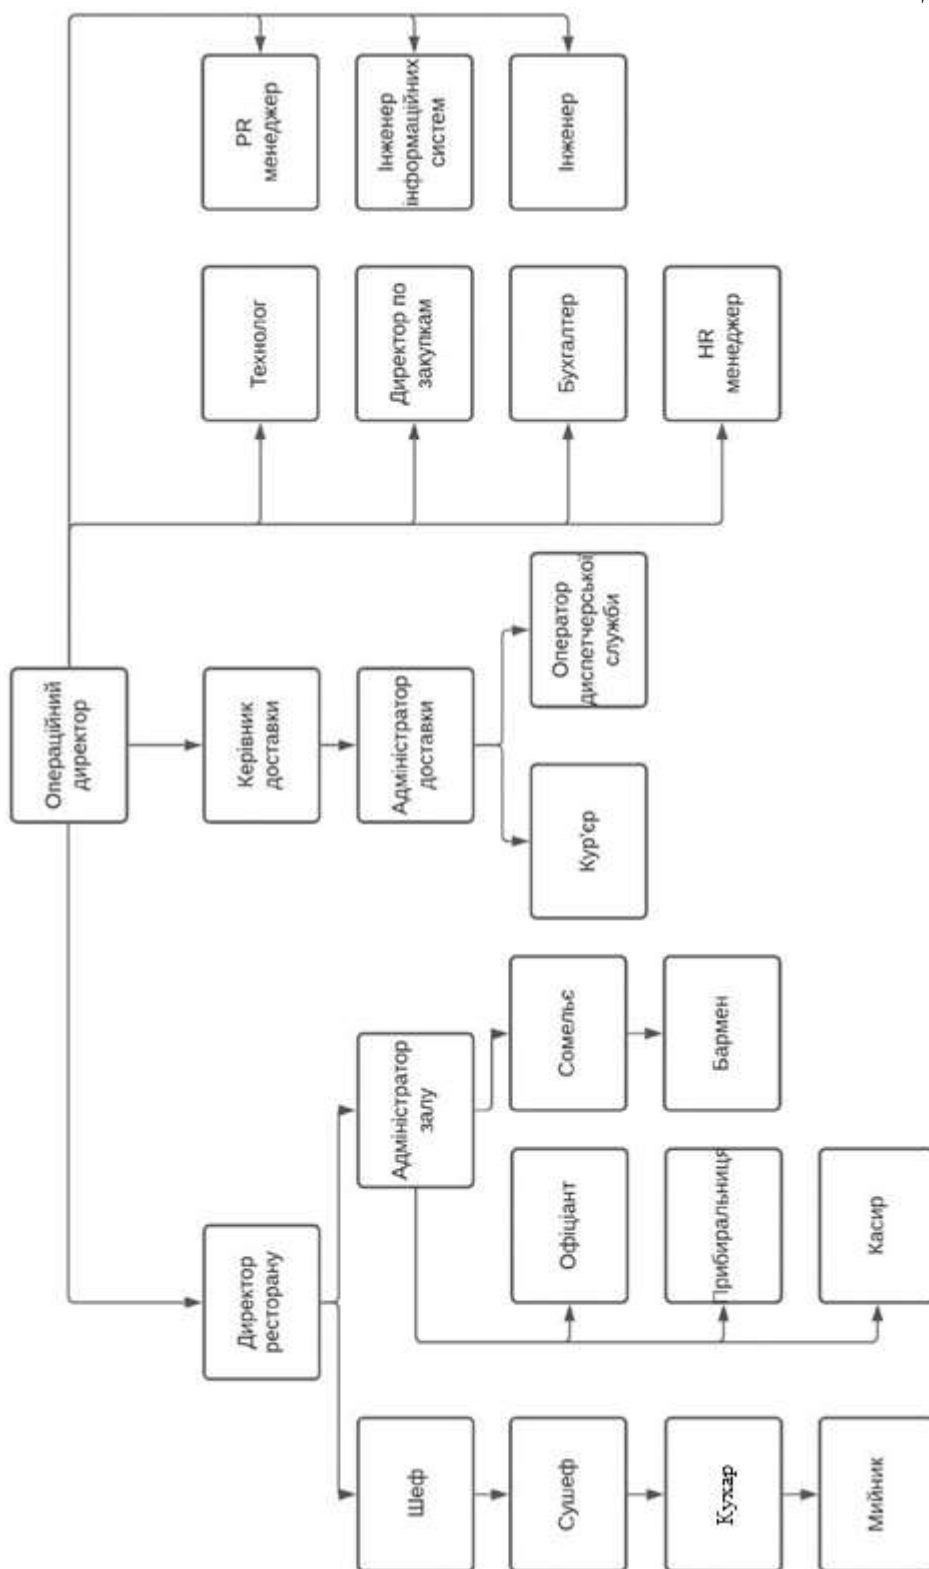 Операційний
директор
Директор
ресторану
Керівник
доставки
Технолог
PR
менеджер
Шеф
Адміністратор
залу
Адміністратор
доставки
Директор по
закупкам
Інженер
інформаційних
систем
Сушеф
Офіціант
Сомельє
Кур'єр
Оператор
диспетчерської
служби
Бухгалтер
Інженер
Кухар
Прибиральниця
Бармен
HR
менеджер
Мийник
Касир